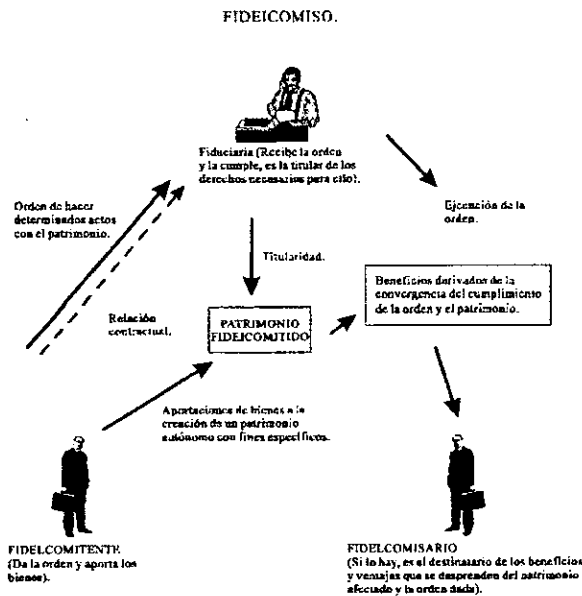 FIDEICOMISO.
Fiduciaria (Recibe la orden
y la cumple, es la titular de los
derechos necesarios para ello).
Orden de hacer
determinados actos
con el patrimonio.
Ejecución de la
orden.
Titularidad.
Beneficios derivados de la
convergencia del cumplimiento
de la orden y el patrimonio.
Relación
contractual.
PATRIMONIO
FIDEICOMITIDO
Aportaciones de bienes a la
creación de un patrimonio
autónomo con fines específicos.
FIDELCOMITENTE
(Da la orden y aporta los
bienes).
FIDELCOMISARIO
(Si lo hay, es el destinatario de los beneficios
y ventajas que se desprenden del patrimonio
afectado y la orden dada).